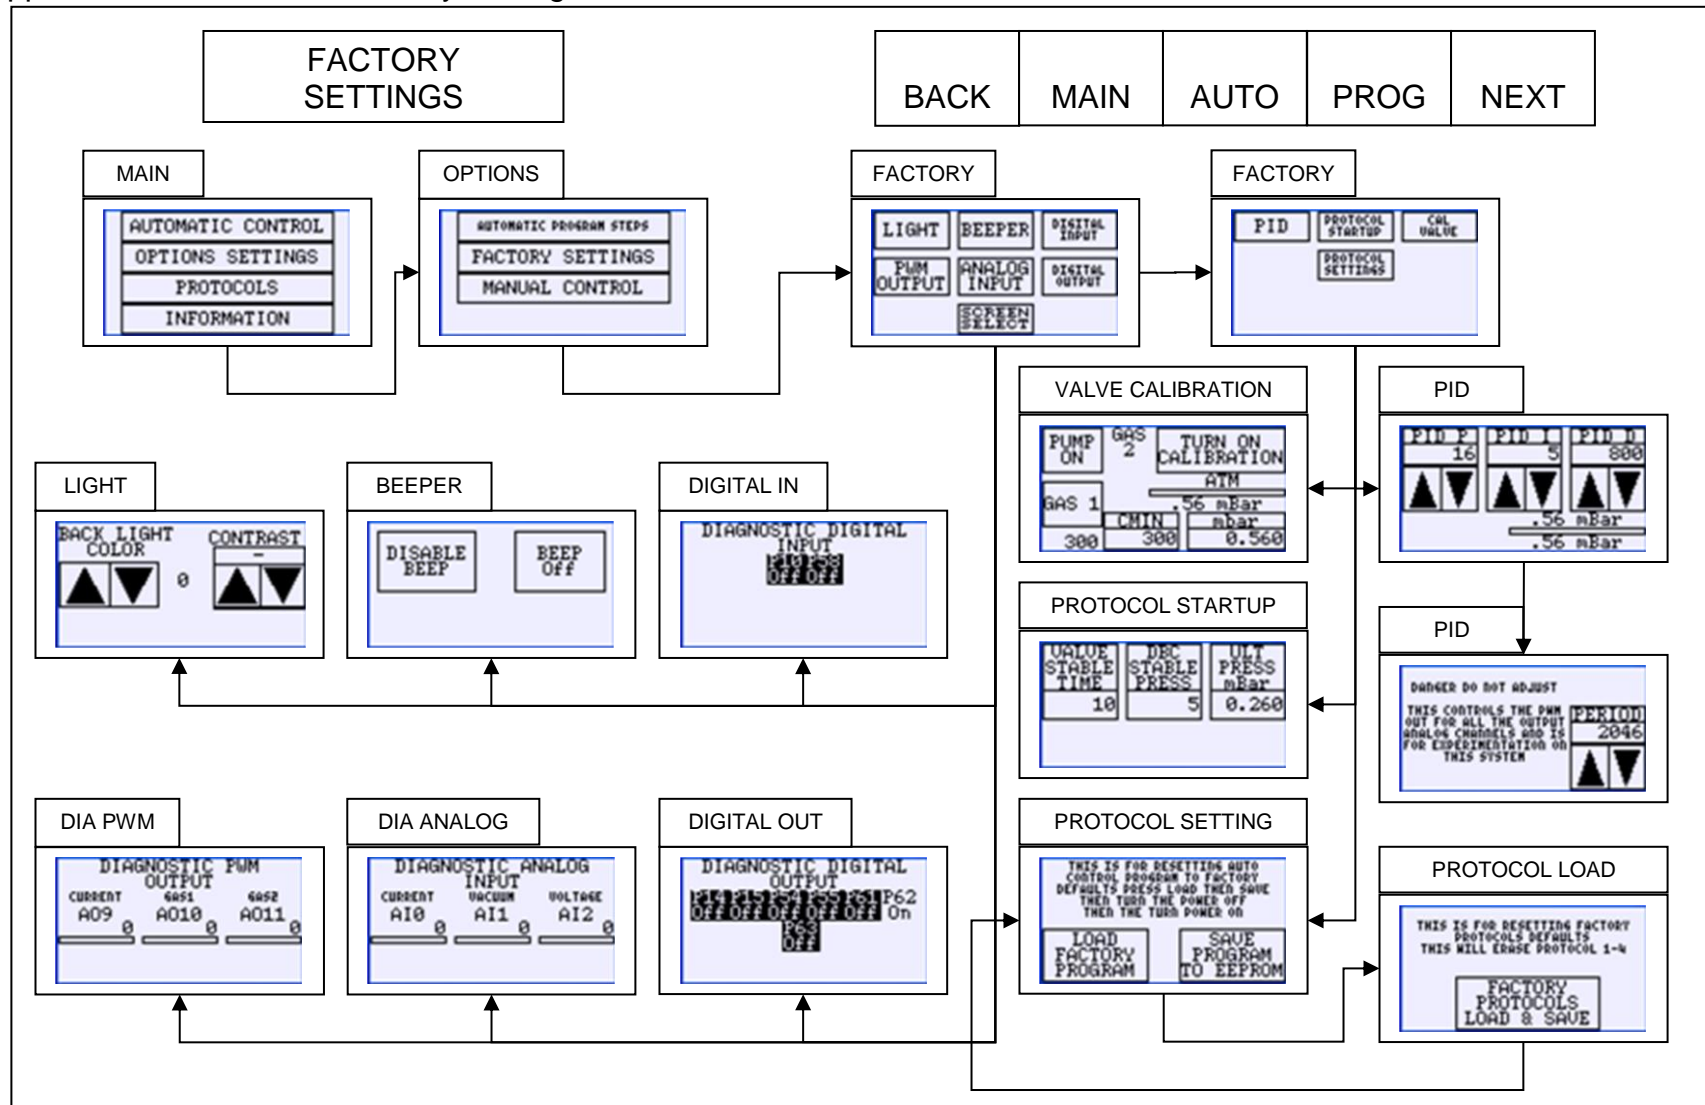 FACTORY
SETTINGS
BACK MAIN AUTO PROG NEXT
MAIN
AUTOMATIC CONTROL
OPTIONS SETTINGS
PROTOCOLS
INFORMATION
OPTIONS
AUTOMATIC PROGRAM STEPS
FACTORY SETTINGS
MANUAL CONTROL
FACTORY
LIGHT BEEPER DIGITAL
INPUT
PWM
OUTPUT
ANALOG
INPUT
DIGITAL
OUTPUT
SCREEN
SELECT
FACTORY
PID
PROTOCOL
STARTUP
CAL
VALVE
PROTOCOL
SETTINGS
VALVE CALIBRATION
PUMP
ON
GAS
2
TURN ON
CALIBRATION
ATM
GAS 1
.56 mBar
CMIN mbar
300 300 0.560
PID
PID P PID I PID D
16 5 800
.56 mBar
.56 mBar
LIGHT
BACK LIGHT
COLOR
0
CONTRAST
-
BEEPER
DISABLE
BEEP
BEEP
Off
DIGITAL IN
DIAGNOSTIC DIGITAL
INPUT
P10 P58
Off Off
PROTOCOL STARTUP
VALVE
STABLE
TIME
10
DBC
STABLE
PRESS
5
ULT
PRESS
mBar
0.260
PID
DANGER DO NOT ADJUST
THIS CONTROLS THE PWM
OUT FOR ALL THE OUTPUT
ANALOG CHANNELS AND IS
FOR EXPERIMENTATION ON
THIS SYSTEM
PERIOD
2046
DIA PWM
DIAGNOSTIC PWM
OUTPUT
CURRENT GAS1 GAS2
AO9 AO10 AO11
0 0 0
DIA ANALOG
DIAGNOSTIC ANALOG
INPUT
CURRENT VACUUM VOLTAGE
AI0 AI1 AI2
0 0 0
DIGITAL OUT
DIAGNOSTIC DIGITAL
OUTPUT
P14 P15 P54 P55 P61 P62
Off Off Off Off Off On
P63
Off
PROTOCOL SETTING
THIS IS FOR RESETTING AUTO
CONTROL PROGRAM TO FACTORY
DEFAULTS PRESS LOAD THEN SAVE
THEN TURN THE POWER OFF
THEN THE TURN POWER ON
LOAD
FACTORY
PROGRAM
SAVE
PROGRAM
TO EEPROM
PROTOCOL LOAD
THIS IS FOR RESETTING FACTORY
PROTOCOLS DEFAULTS
THIS WILL ERASE PROTOCOL 1-4
FACTORY
PROTOCOLS
LOAD & SAVE